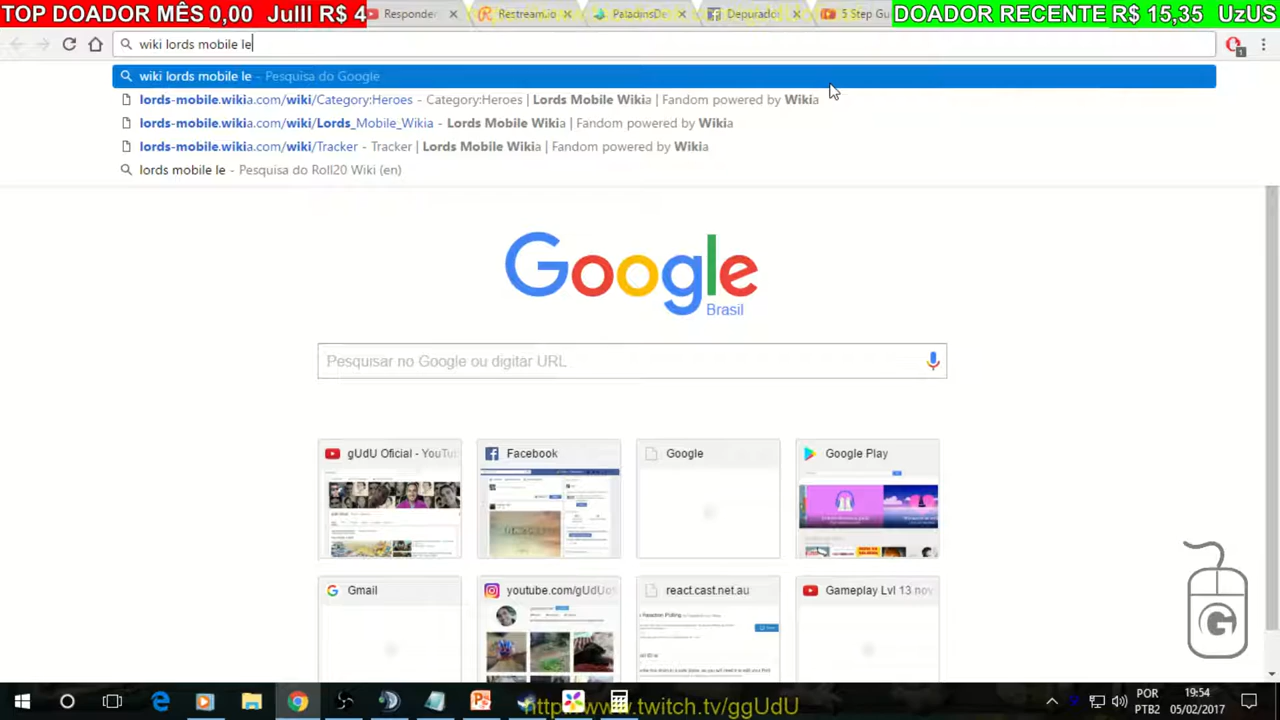 TOP DOADOR MÊS 0,00 JulII R$ 4
Responder
Restream.io
PaladinsDe
Depurador
5 Step Gu
DOADOR RECENTE R$ 15,35 UzUS
wiki lords mobile le
1
wiki lords mobile le - Pesquisa do Google
lords-mobile.wikia.com/wiki/Category:Heroes - Category:Heroes | Lords Mobile Wikia | Fandom powered by Wikia
lords-mobile.wikia.com/wiki/Lords_Mobile_Wikia - Lords Mobile Wikia | Fandom powered by Wikia
lords-mobile.wikia.com/wiki/Tracker - Tracker | Lords Mobile Wikia | Fandom powered by Wikia
lords mobile le - Pesquisa do Roll20 Wiki (en)
Google
Brasil
Pesquisar no Google ou digitar URL
gUdU Oficial - YouTu
Facebook
Google
Google Play
Gmail
youtube.com/gUdUo
react.cast.net.au
Gameplay Lvl 13 nov
G
http://www.twitch.tv/ggUdU
POR
PTB2
19:54
05/02/2017